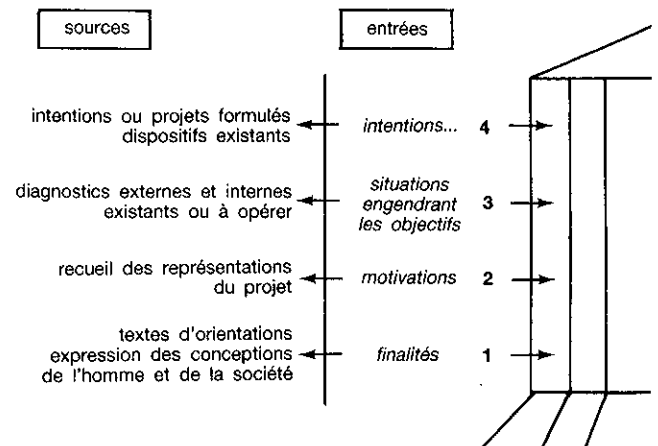 sources
entrées
intentions ou projets formulés
dispositifs existants
intentions... 4
diagnostics externes et internes
existants ou à opérer
situations
engendrant
les objectifs
3
recueil des représentations
du projet
motivations 2
textes d'orientations
expression des conceptions
de l'homme et de la société
finalités 1